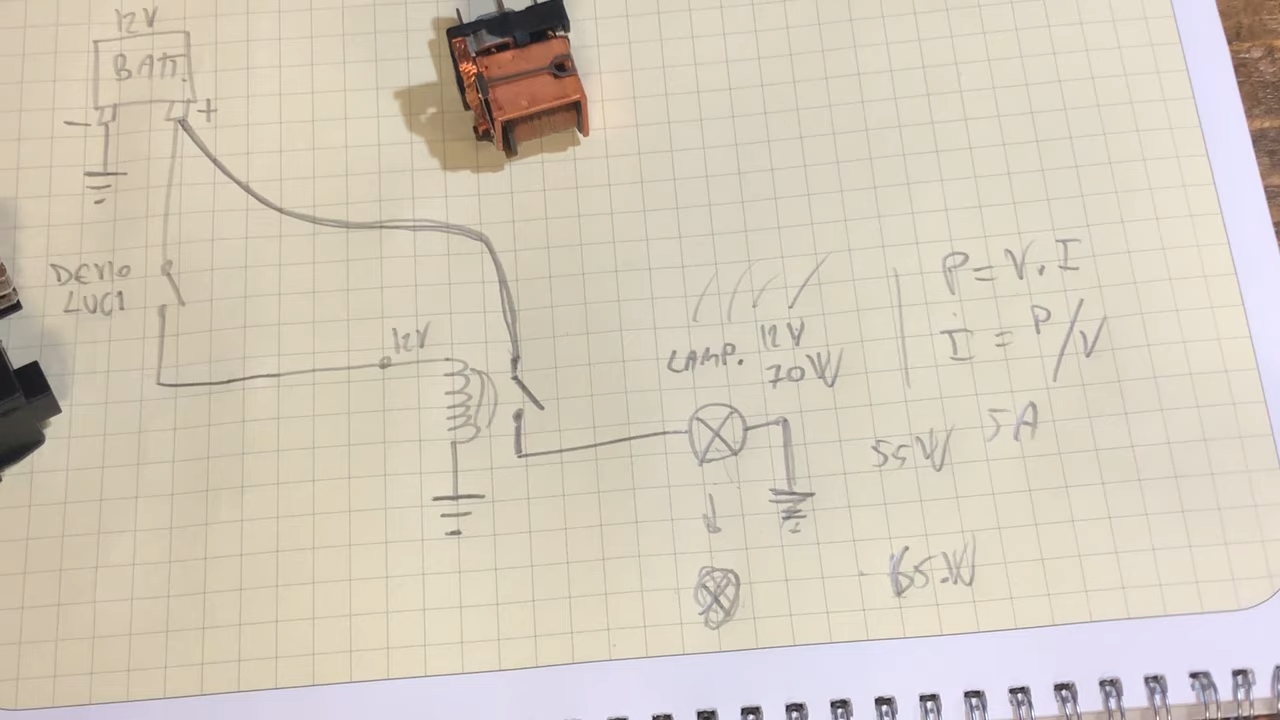 12V
BATT.
- +
DEVIO
LUCI
12V
LAMP. 12V
70W
P = V . I
I = P/V
55W 5A
65W